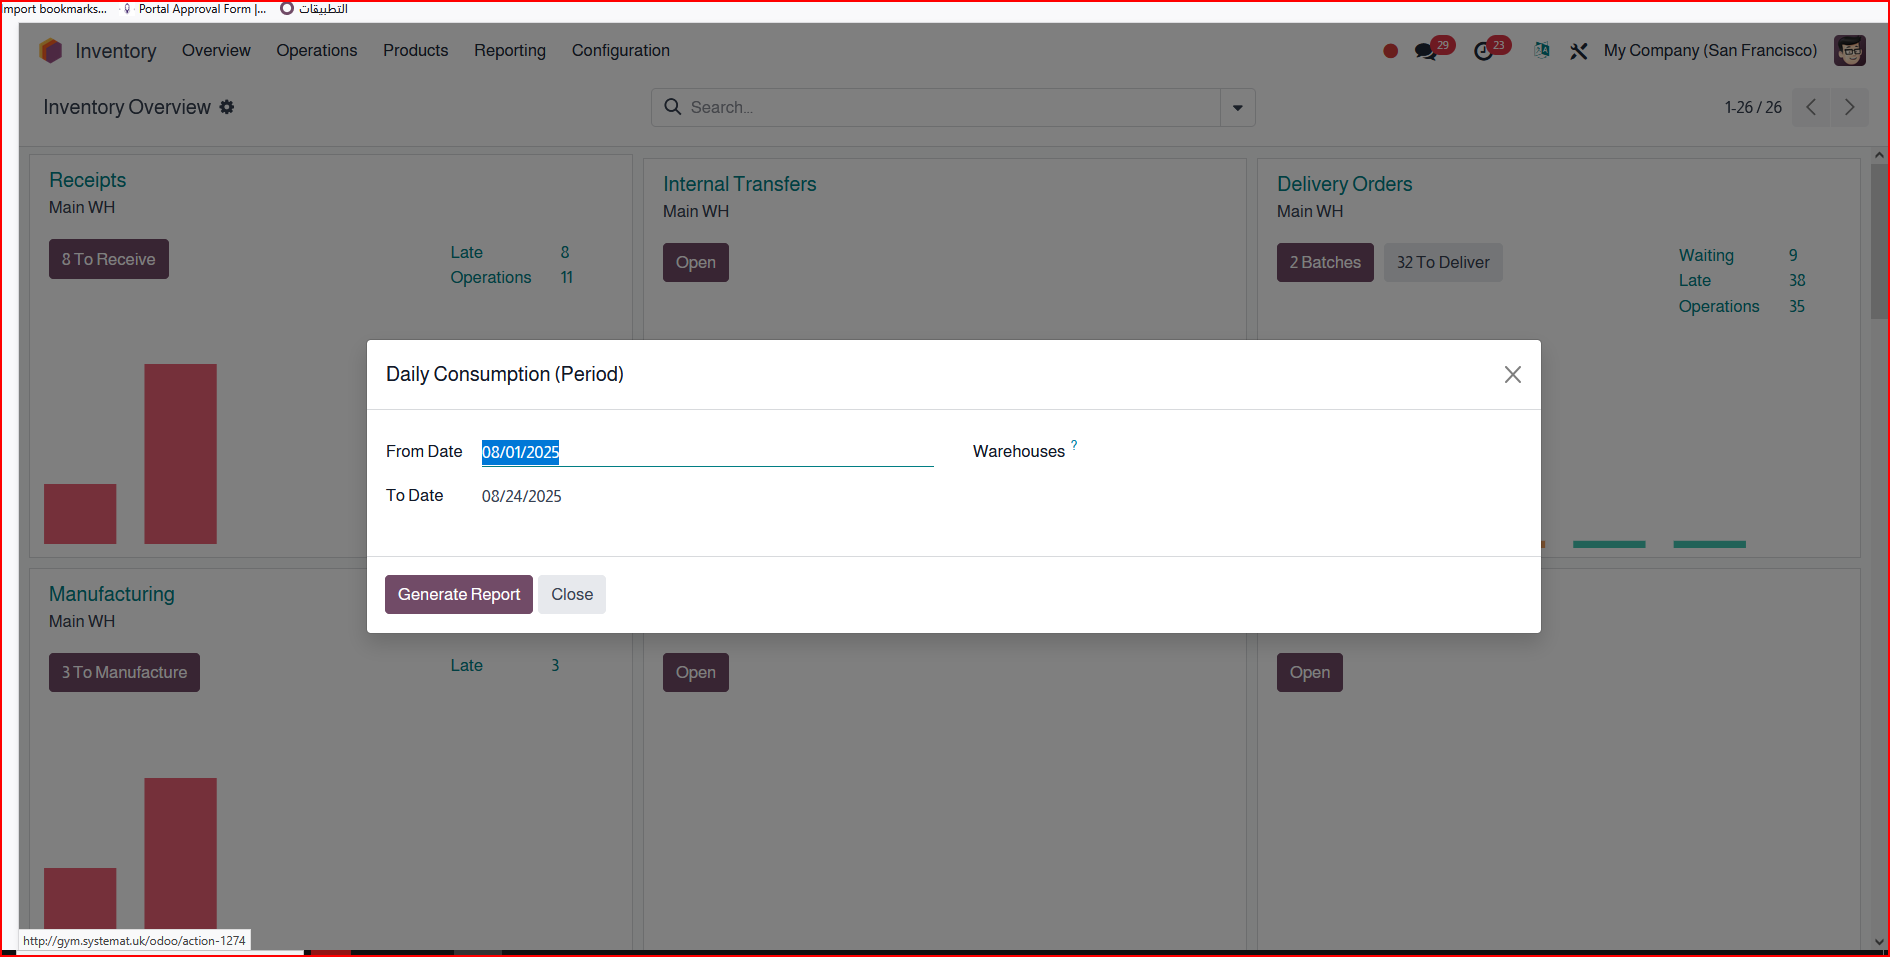 mport bookmarks... Portal Approval Form |... التطبيقات
Inventory Overview Operations Products Reporting Configuration 29 23 My Company (San Francisco)
Inventory Overview Search... 1-26 / 26
Receipts
Main WH
8 To Receive
Late 8
Operations 11
Internal Transfers
Main WH
Open
Delivery Orders
Main WH
2 Batches 32 To Deliver
Waiting 9
Late 38
Operations 35
Daily Consumption (Period)
From Date 08/01/2025 Warehouses ?
To Date 08/24/2025
Generate Report Close
Manufacturing
Main WH
3 To Manufacture Late 3
Open
Open
http://gym.systemat.uk/odoo/action-1274